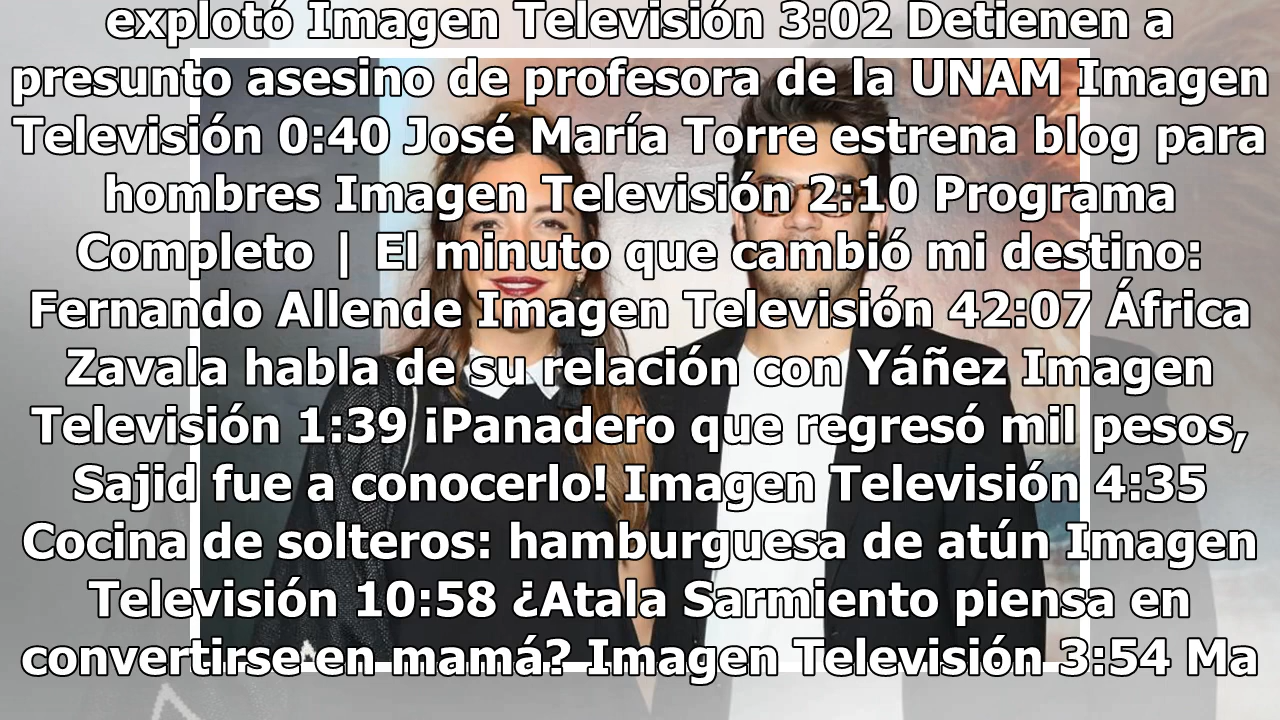 explotó Imagen Televisión 3:02 Detienen a
presunto asesino de profesora de la UNAM Imagen
Televisión 0:40 José María Torre estrena blog para
hombres Imagen Televisión 2:10 Programa
Completo | El minuto que cambió mi destino:
Fernando Allende Imagen Televisión 42:07 África
Zavala habla de su relación con Yáñez Imagen
Televisión 1:39 ¡Panadero que regresó mil pesos,
Sajid fue a conocerlo! Imagen Televisión 4:35
Cocina de solteros: hamburguesa de atún Imagen
Televisión 10:58 ¿Atala Sarmiento piensa en
convertirse en mamá? Imagen Televisión 3:54 Ma